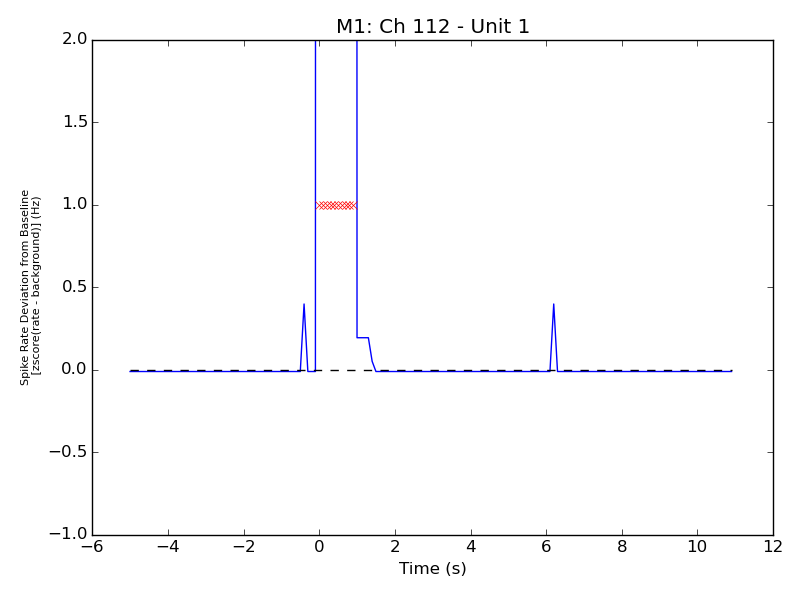 M1: Ch 112 - Unit 1
2.0
1.5
1.0
0.5
0.0
−0.5
−1.0
Spike Rate Deviation from Baseline
[zscore(rate - background)] (Hz)
−6 −4 −2 0 2 4 6 8 10 12
Time (s)